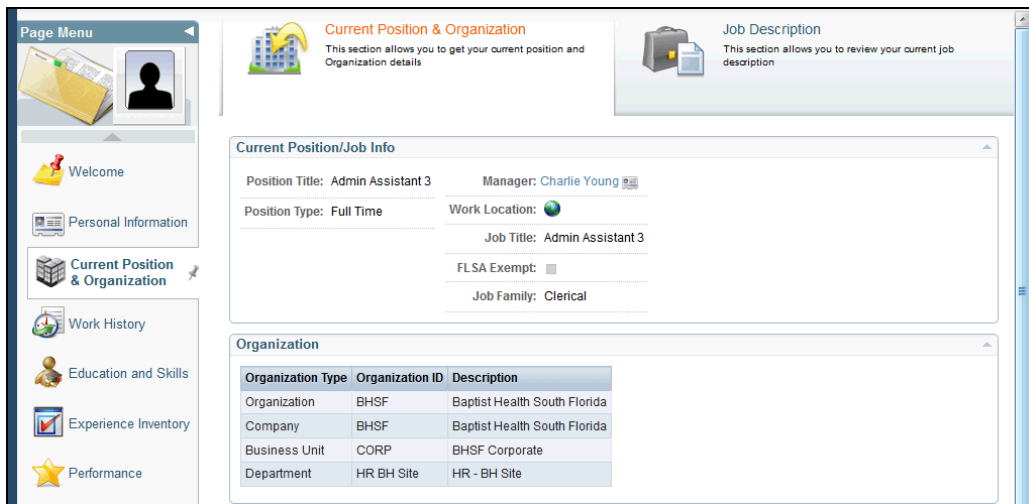 Page Menu
Welcome
Personal Information
Current Position
& Organization
Work History
Education and Skills
Experience Inventory
Performance
Current Position & Organization
This section allows you to get your current position and
Organization details
Job Description
This section allows you to review your current job
description
Current Position/Job Info
Position Title: Admin Assistant 3
Position Type: Full Time
Manager: Charlie Young
Work Location:
Job Title: Admin Assistant 3
FLSA Exempt:
Job Family: Clerical
Organization
Organization Type Organization ID Description
Organization BHSF Baptist Health South Florida
Company BHSF Baptist Health South Florida
Business Unit CORP BHSF Corporate
Department HR BH Site HR - BH Site